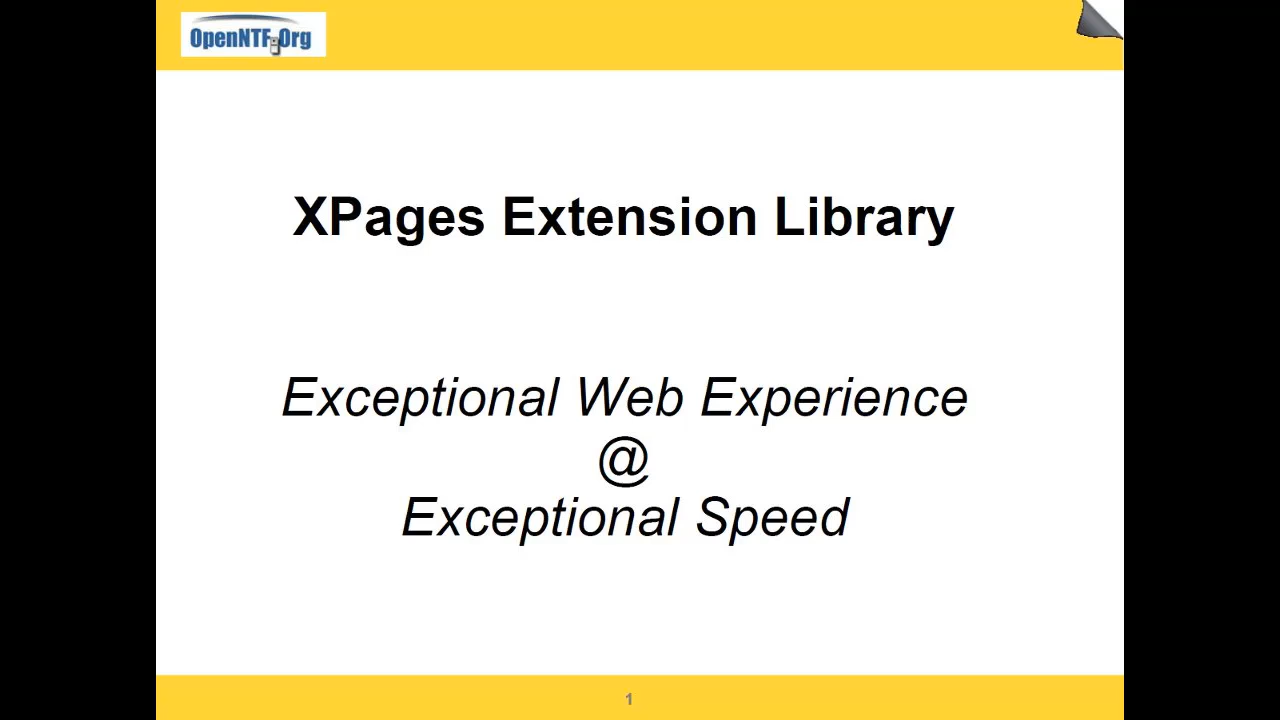 OpenNTF.Org
XPages Extension Library
Exceptional Web Experience
@
Exceptional Speed
1